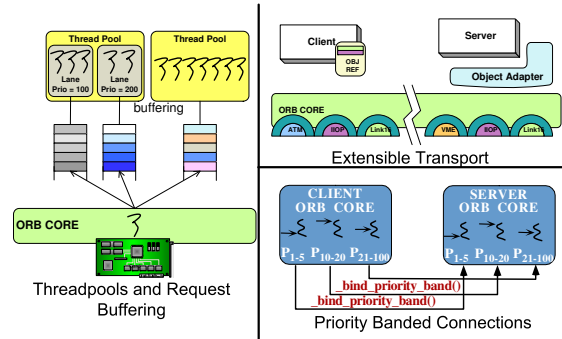 Thread Pool
Thread Pool
Lane
Prio = 100
Lane
Prio = 200
buffering
ORB CORE
Threadpools and Request
Buffering
Client
OBJ
REF
Server
Object Adapter
ORB CORE
ATM
IIOP
Link16
VME
IIOP
Link16
Extensible Transport
CLIENT
ORB CORE
P1-5 P10-20 P21-100
SERVER
ORB CORE
P1-5 P10-20 P21-100
_bind_priority_band()
_bind_priority_band()
Priority Banded Connections